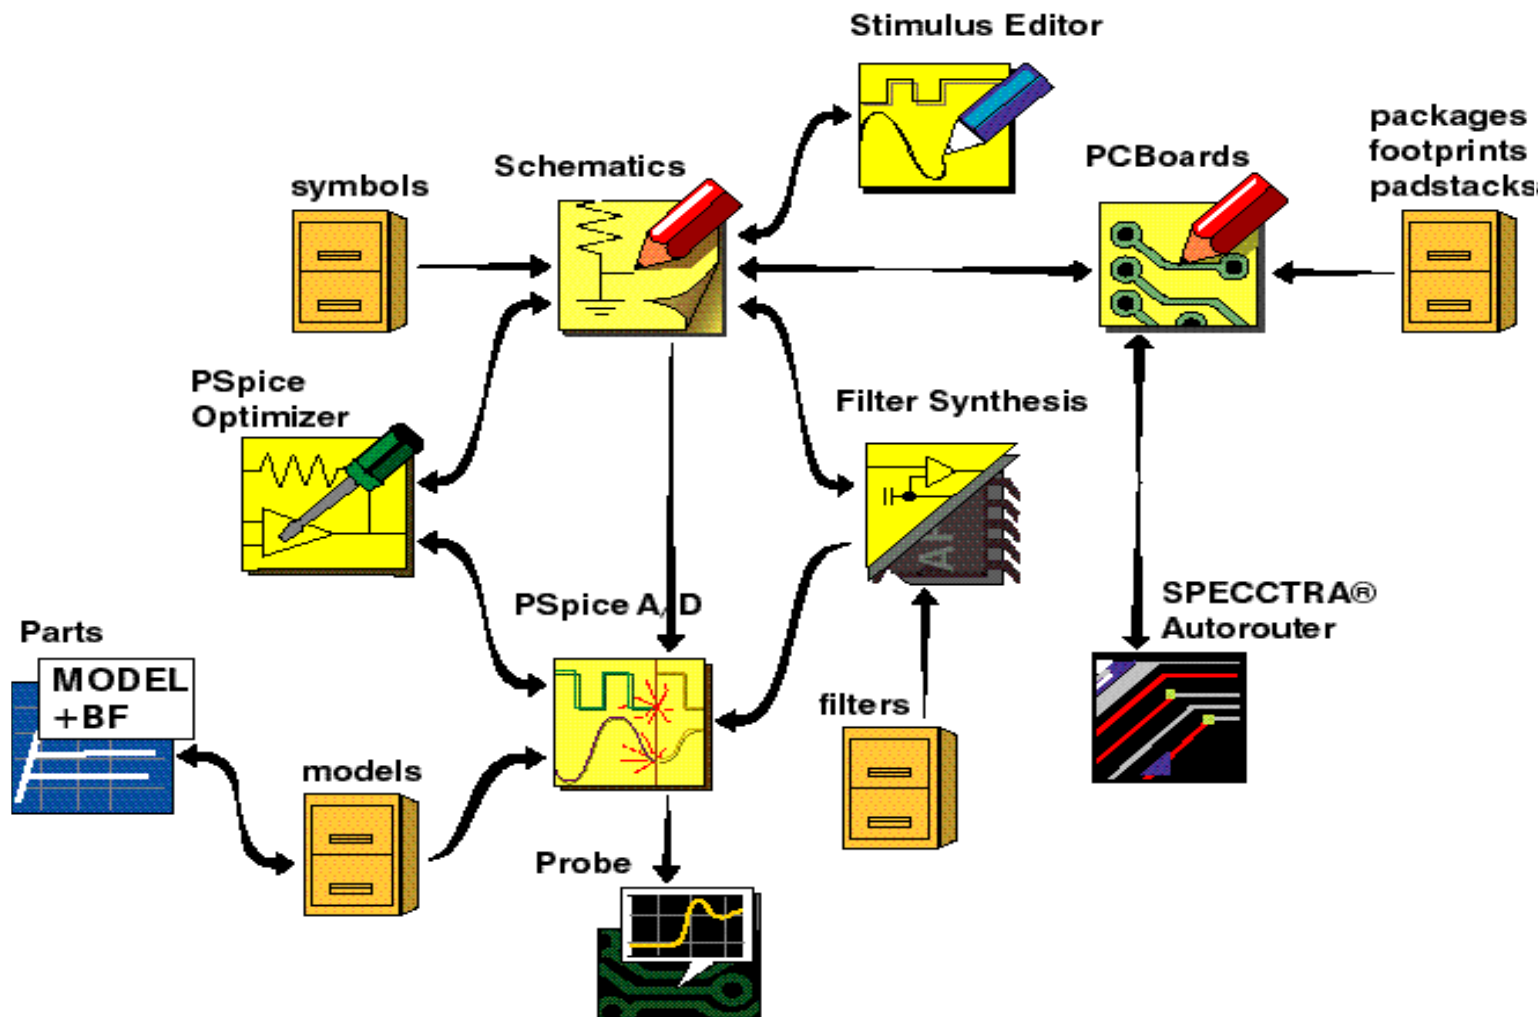 Stimulus Editor
packages
footprints
padstacks
PCBoards
Schematics
symbols
PSpice
Optimizer
Filter Synthesis
PSpice A/D
SPECCTRA®
Autorouter
Parts
MODEL
+BF
filters
models
Probe